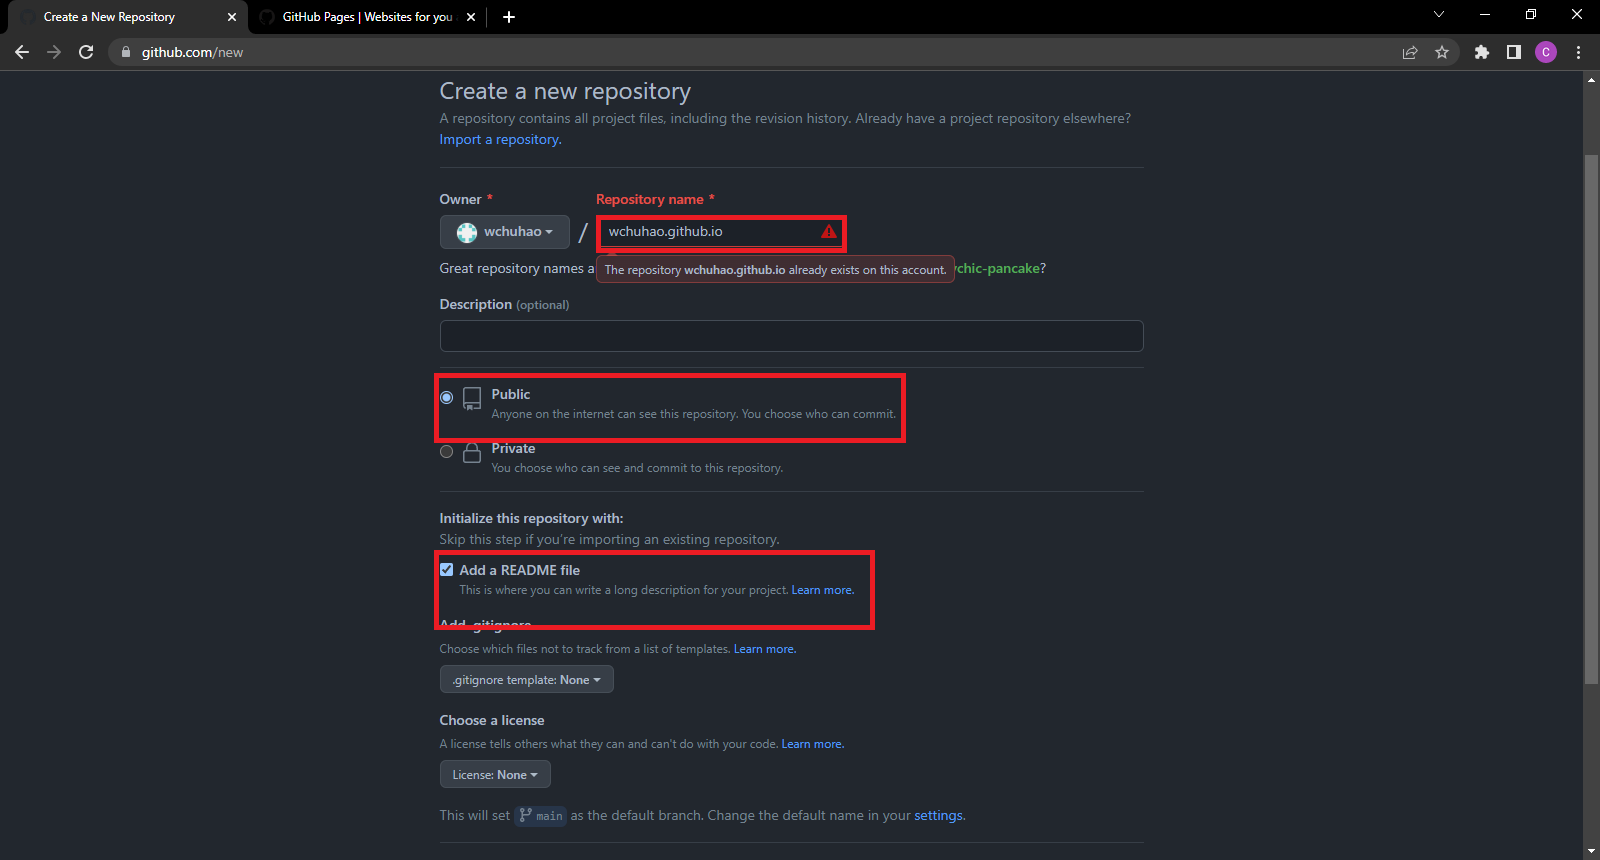 Create a New Repository
GitHub Pages | Websites for you
github.com/new
C
Create a new repository
A repository contains all project files, including the revision history. Already have a project repository elsewhere?
Import a repository.
Owner *
Repository name *
wchuhao
/
wchuhao.github.io
Great repository names a
The repository wchuhao.github.io already exists on this account.
chic-pancake?
Description (optional)
Public
Anyone on the internet can see this repository. You choose who can commit.
Private
You choose who can see and commit to this repository.
Initialize this repository with:
Skip this step if you're importing an existing repository.
Add a README file
This is where you can write a long description for your project. Learn more.
Add .gitignore
Choose which files not to track from a list of templates. Learn more.
.gitignore template: None
Choose a license
A license tells others what they can and can't do with your code. Learn more.
License: None
This will set main as the default branch. Change the default name in your settings.